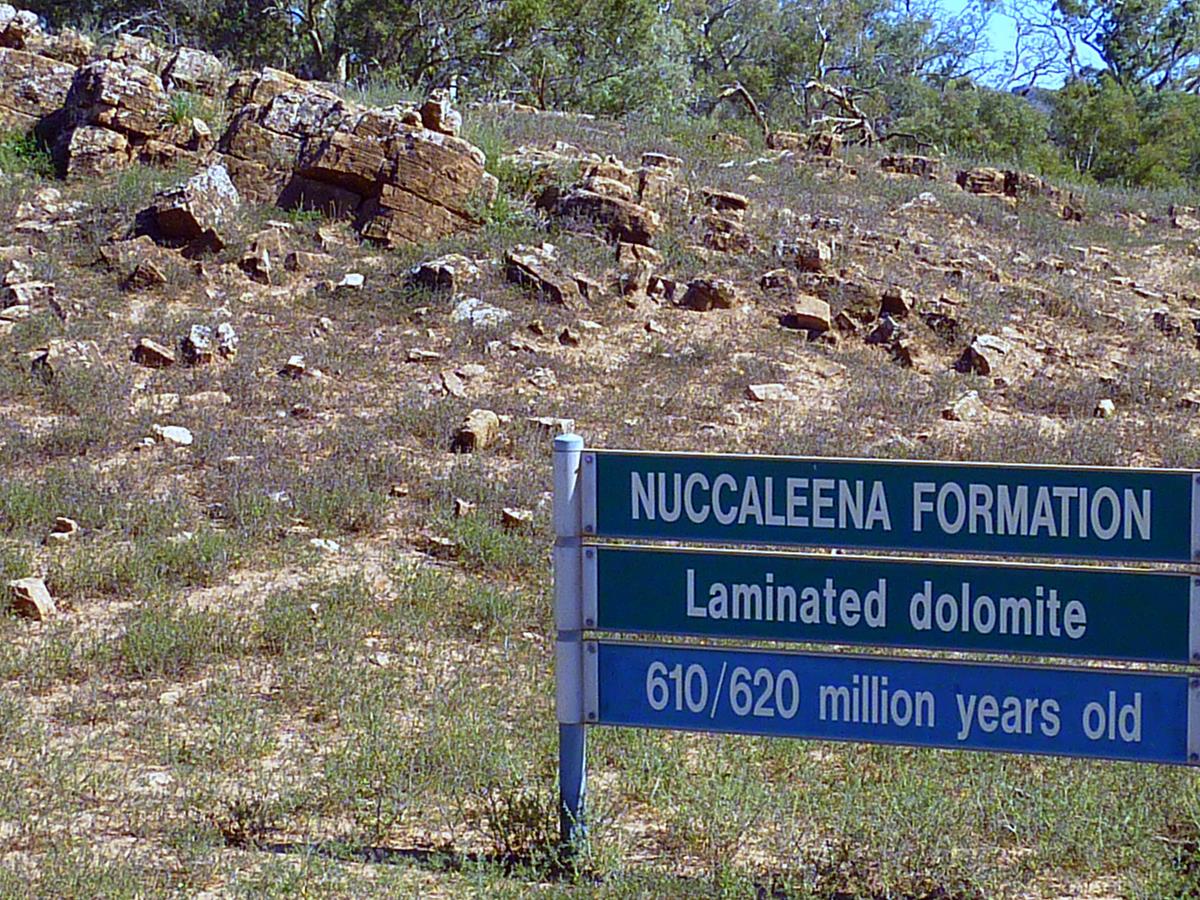 NUCCALEENA FORMATION
Laminated dolomite
610/620 million years old